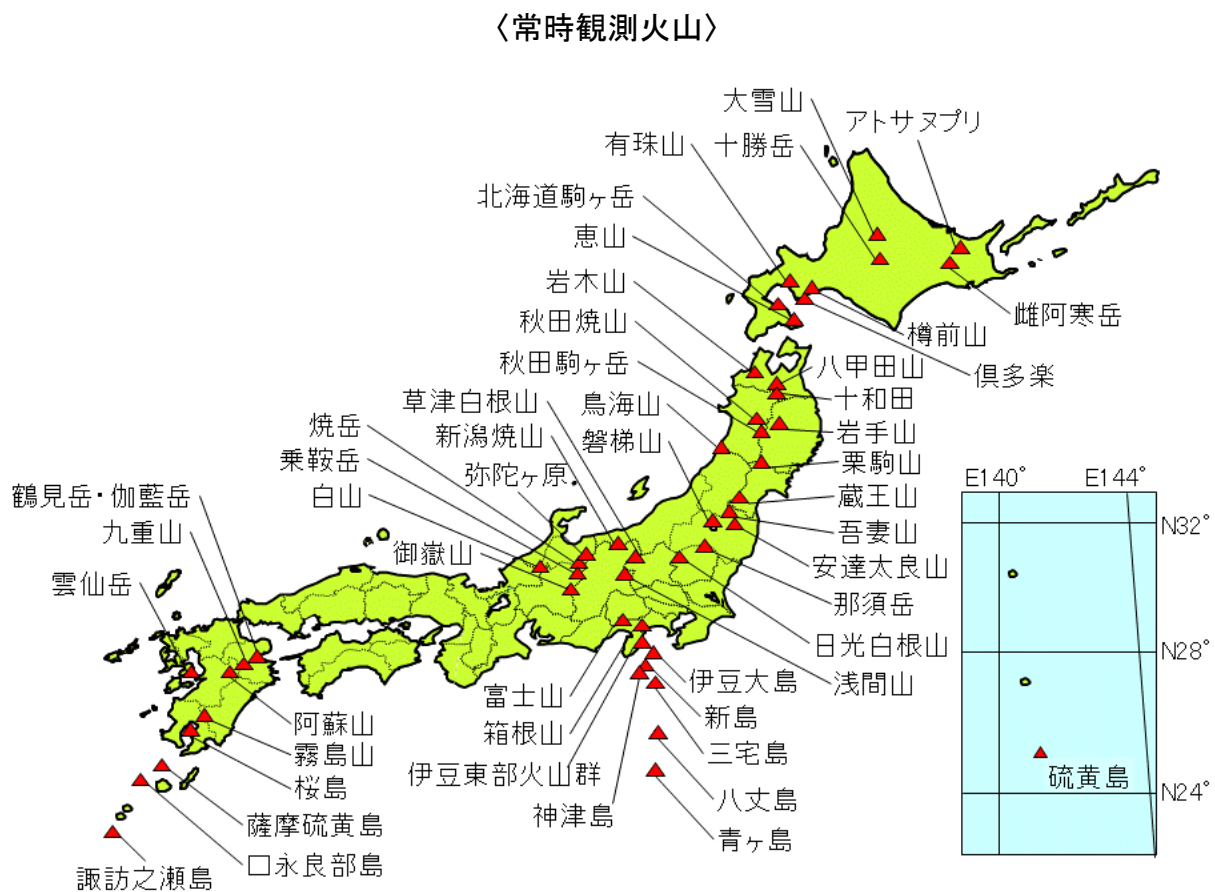 〈常時観測火山〉
大雪山
アトサヌプリ
有珠山
十勝岳
北海道駒ヶ岳
恵山
岩木山
雌阿寒岳
秋田焼山
樽前山
秋田駒ヶ岳
八甲田山
倶多楽
草津白根山
鳥海山
十和田
焼岳
新潟焼山
磐梯山
岩手山
乗鞍岳
弥陀ヶ原
栗駒山
E140°
E144°
鶴見岳・伽藍岳
白山
蔵王山
N32°
九重山
御嶽山
吾妻山
雲仙岳
安達太良山
那須岳
日光白根山
N28°
富士山
伊豆大島
浅間山
阿蘇山
箱根山
新島
霧島山
伊豆東部火山群
三宅島
硫黄島
桜島
神津島
八丈島
N24°
薩摩硫黄島
青ヶ島
口永良部島
諏訪之瀬島